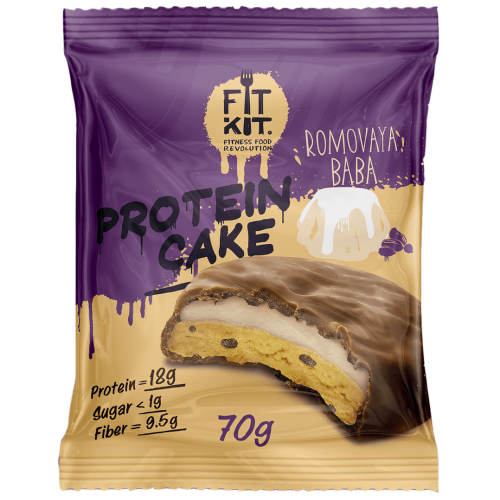 FIT
KIT.
FITNESS FOOD
REVOLUTION
ROMOVAYA
BABA
PROTEIN
CAKE
Protein = 18g
Sugar < 1g
Fiber = 9.5g
70g